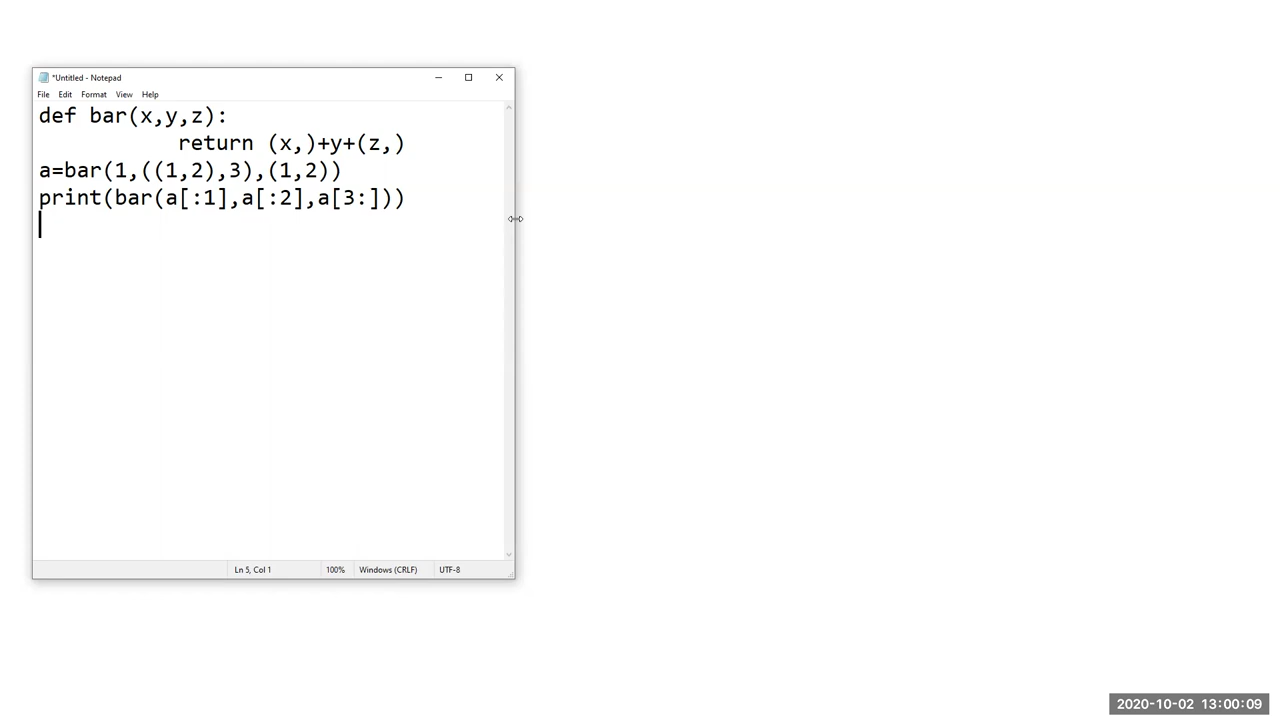 *Untitled - Notepad
File Edit Format View Help
def bar(x,y,z):
           return (x,)+y+(z,)
a=bar(1,((1,2),3),(1,2))
print(bar(a[:1],a[:2],a[3:]))
Ln 5, Col 1 100% Windows (CRLF) UTF-8
2020-10-02 13:00:09